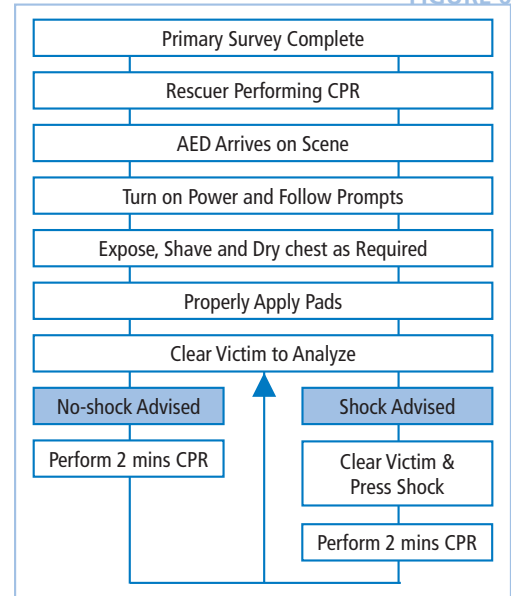 Primary Survey Complete
Rescuer Performing CPR
AED Arrives on Scene
Turn on Power and Follow Prompts
Expose, Shave and Dry chest as Required
Properly Apply Pads
Clear Victim to Analyze
No-shock Advised
Shock Advised
Perform 2 mins CPR
Clear Victim &
Press Shock
Perform 2 mins CPR